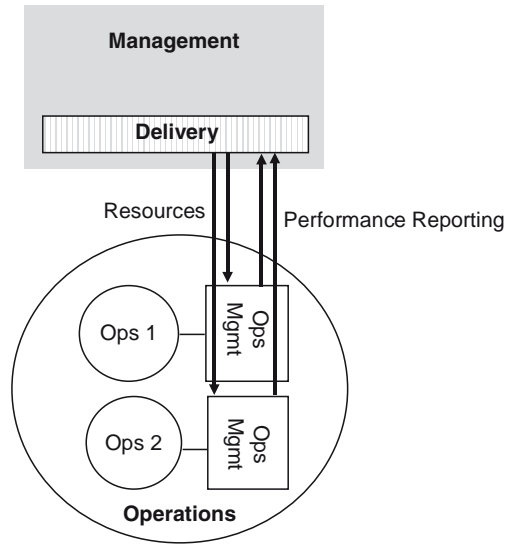 Management
Delivery
Resources
Performance Reporting
Ops 1
Ops
Mgmt
Ops 2
Ops
Mgmt
Operations